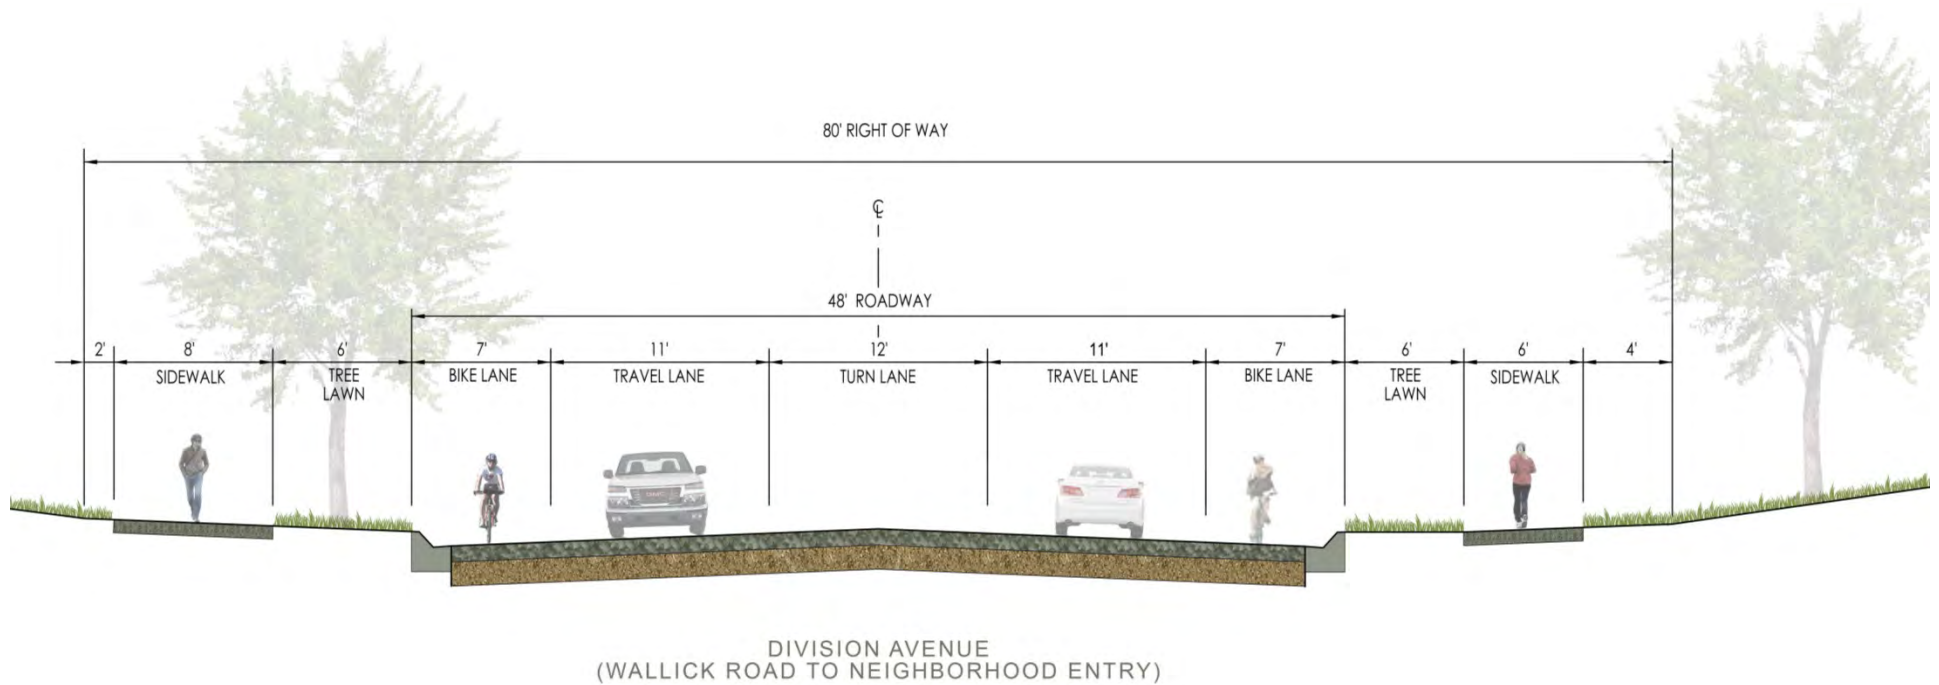 80' RIGHT OF WAY
℄
48' ROADWAY
2' 8' 6' 7' 11' 12' 11' 7' 6' 6' 4'
SIDEWALK TREE LAWN BIKE LANE TRAVEL LANE TURN LANE TRAVEL LANE BIKE LANE TREE LAWN SIDEWALK
DIVISION AVENUE
(WALLICK ROAD TO NEIGHBORHOOD ENTRY)